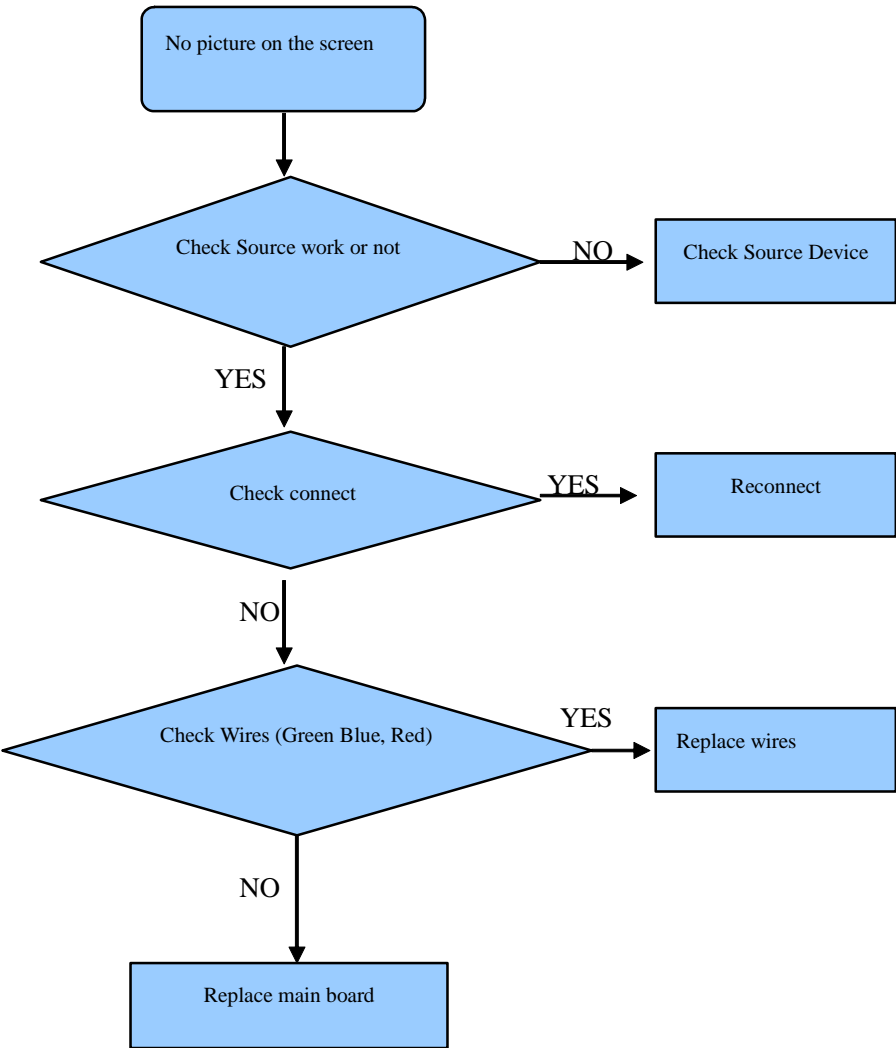 No picture on the screen
Check Source work or not
NO
Check Source Device
YES
Check connect
YES
Reconnect
NO
Check Wires (Green Blue, Red)
YES
Replace wires
NO
Replace main board